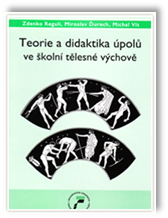 Zdenko Reguli, Miroslav Ďurech, Michal Vít
Teorie a didaktika úpolů
ve školní tělesné výchově